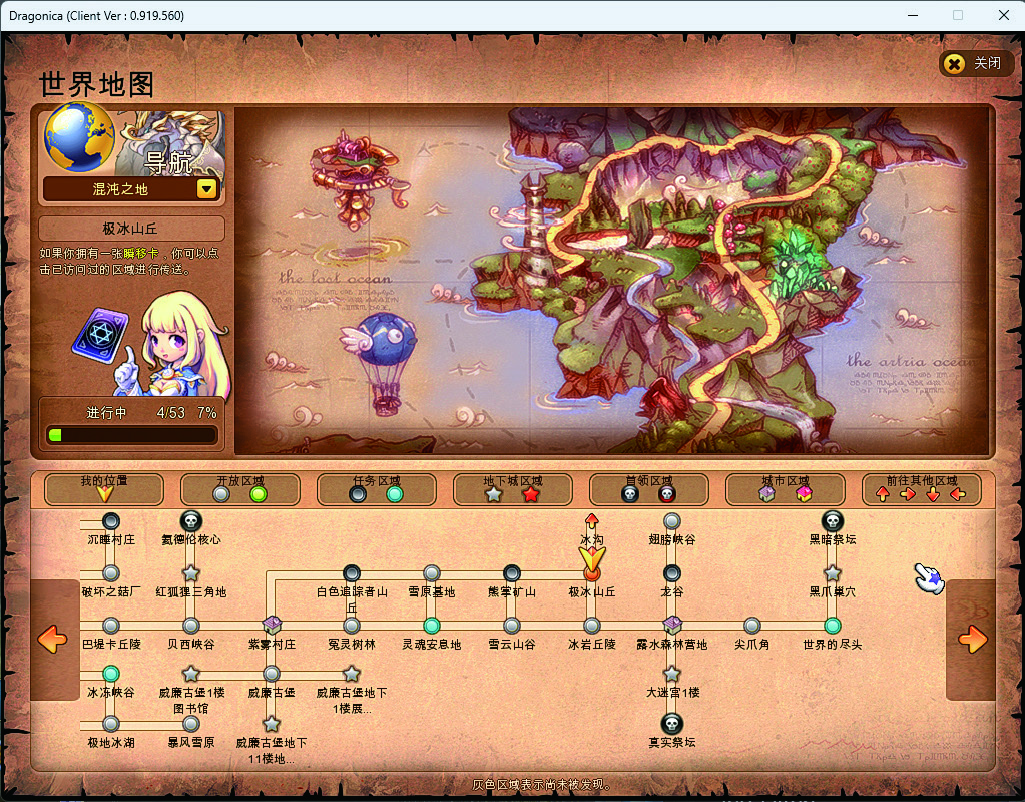 Dragonica (Client Ver : 0.919.560)
世界地图
关闭
导航
混沌之地
极冰山丘
如果你拥有一张瞬移卡，你可以点
击已访问过的区域进行传送。
进行中 4/53 7%
the lost ocean
the artria ocean
我的位置 开放区域 任务区域 地下城区域 首领区域 城市区域 前往其他区域
沉睡村庄 氦德伦核心 冰沟 翅膀峡谷 黑暗祭坛
破坏之菇厂 红狐狸三角地 白色追踪者山
丘 雪原基地 熊掌矿山 极冰山丘 龙谷 黑爪巢穴
巴堤卡丘陵 贝西峡谷 紫雾村庄 冤灵树林 灵魂安息地 雪云山谷 冰岩丘陵 露水森林营地 尖爪角 世界的尽头
冰冻峡谷 威廉古堡1楼
图书馆 威廉古堡 威廉古堡地下
1楼展... 大迷宫1楼
极地冰湖 暴风雪原 威廉古堡地下
11楼地... 真实祭坛
灰色区域表示尚未被发现。